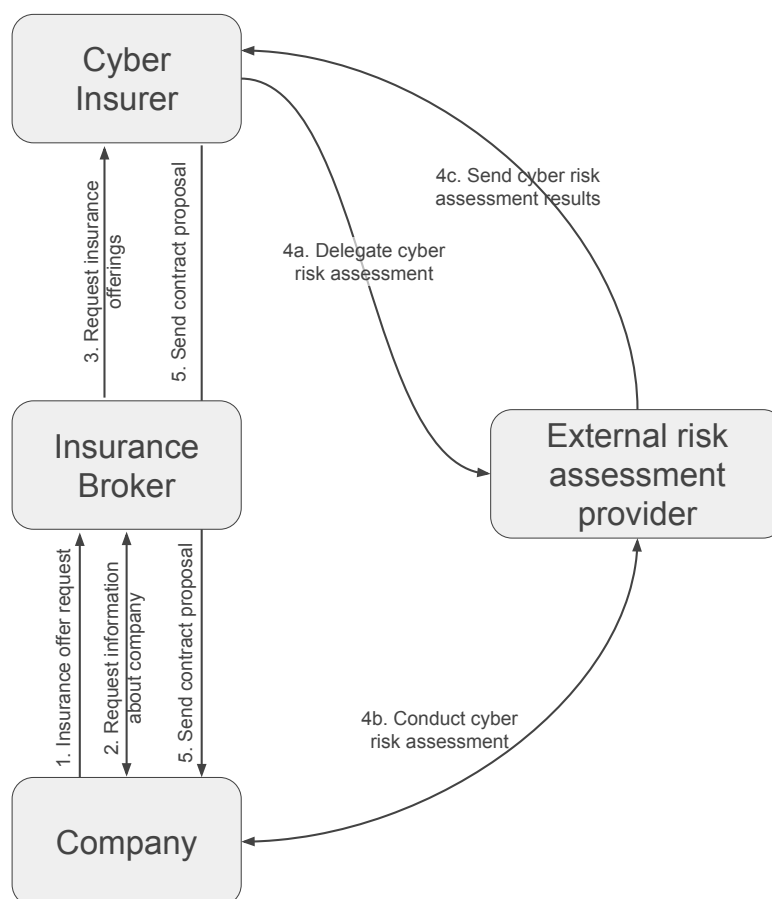 Cyber
Insurer
4c. Send cyber risk
assessment results
4a. Delegate cyber
risk assessment
3. Request insurance
offerings
5. Send contract proposal
Insurance
Broker
External risk
assessment
provider
1. Insurance offer request
2. Request information
about company
5. Send contract proposal
4b. Conduct cyber
risk assessment
Company